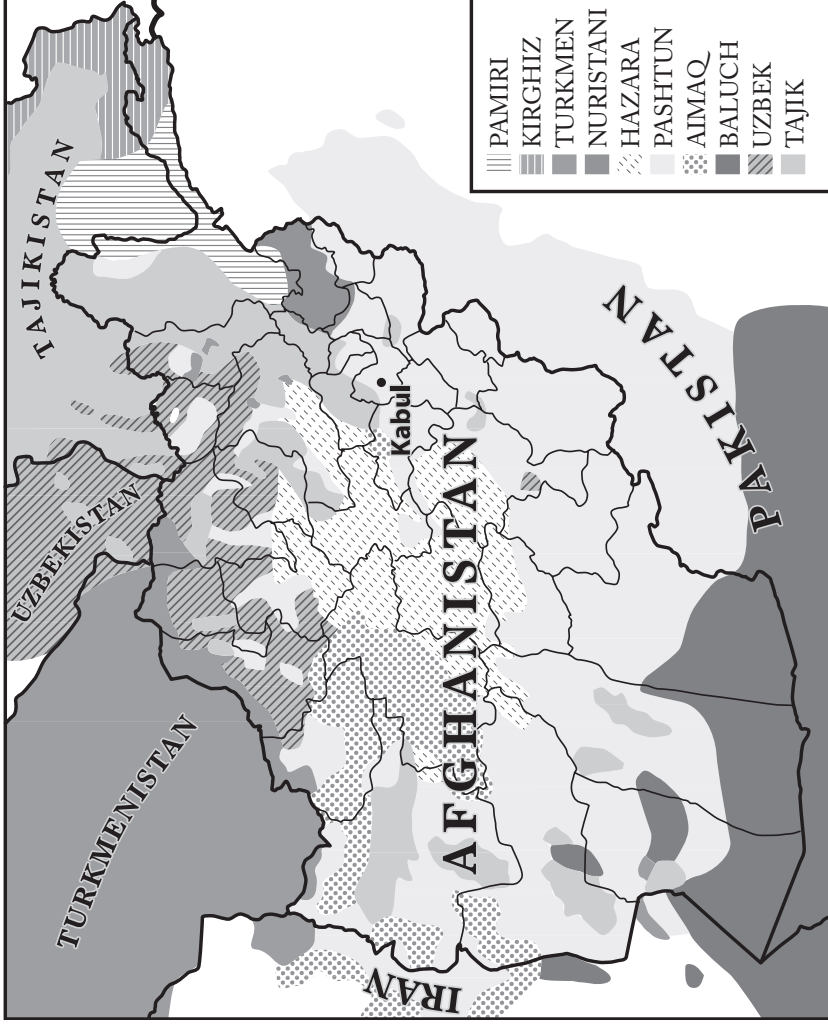 TAJIKISTAN
UZBEKISTAN
TURKMENISTAN
AFGHANISTAN
Kabul
IRAN
PAKISTAN
PAMIRI
KIRGHIZ
TURKMEN
NURISTANI
HAZARA
PASHTUN
AIMAQ
BALUCH
UZBEK
TAJIK